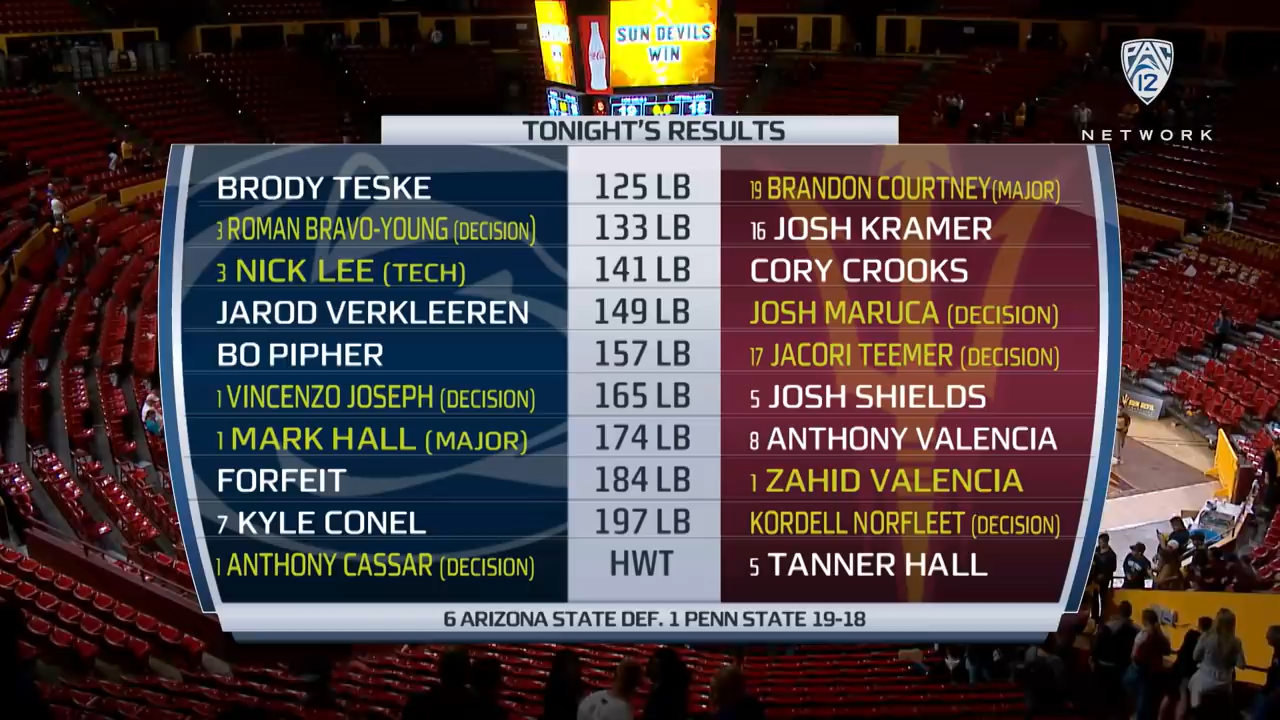 SUN DEVILS
WIN
PAC
12
NETWORK
TONIGHT'S RESULTS
BRODY TESKE 125 LB 19 BRANDON COURTNEY (MAJOR)
3 ROMAN BRAVO-YOUNG (DECISION) 133 LB 16 JOSH KRAMER
3 NICK LEE (TECH) 141 LB CORY CROOKS
JAROD VERKLEEREN 149 LB JOSH MARUCA (DECISION)
BO PIPHER 157 LB 17 JACORI TEEMER (DECISION)
1 VINCENZO JOSEPH (DECISION) 165 LB 5 JOSH SHIELDS
1 MARK HALL (MAJOR) 174 LB 8 ANTHONY VALENCIA
FORFEIT 184 LB 1 ZAHID VALENCIA
7 KYLE CONEL 197 LB KORDELL NORFLEET (DECISION)
1 ANTHONY CASSAR (DECISION) HWT 5 TANNER HALL
6 ARIZONA STATE DEF. 1 PENN STATE 19-18